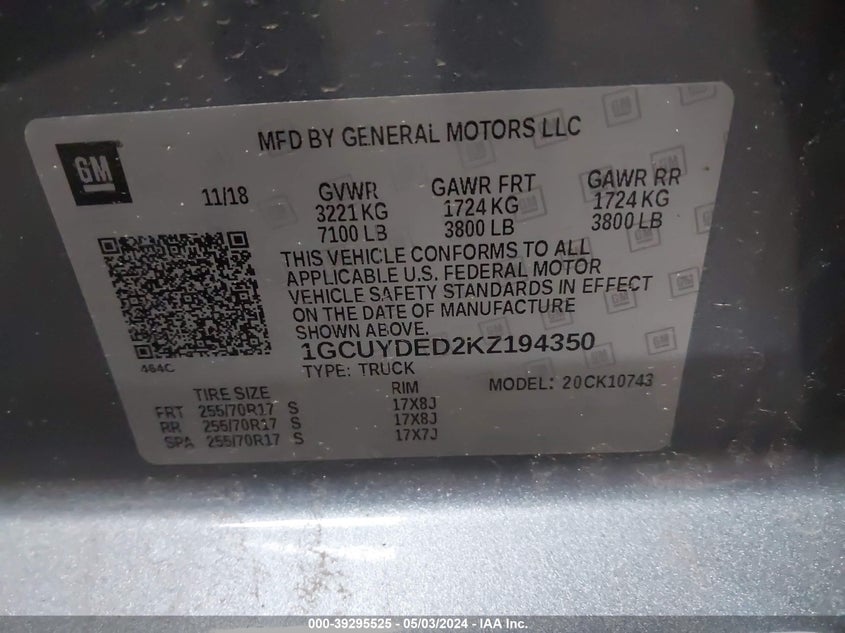 GM
MFD BY GENERAL MOTORS LLC
11/18 GVWR GAWR FRT GAWR RR
3221 KG 1724 KG 1724 KG
7100 LB 3800 LB 3800 LB
THIS VEHICLE CONFORMS TO ALL
APPLICABLE U.S. FEDERAL MOTOR
VEHICLE SAFETY STANDARDS IN EFFECT
ON THE DATE OF MANUFACTURE
SHOWN ABOVE.
1GCUYDED2KZ194350
464C
TYPE: TRUCK
MODEL: 20CK10743
TIRE SIZE RIM
FRT 255/70R17 S 17X8J
RR 255/70R17 S 17X8J
SPA 255/70R17 S 17X7J
000-39295525 - 05/03/2024 - IAA Inc.